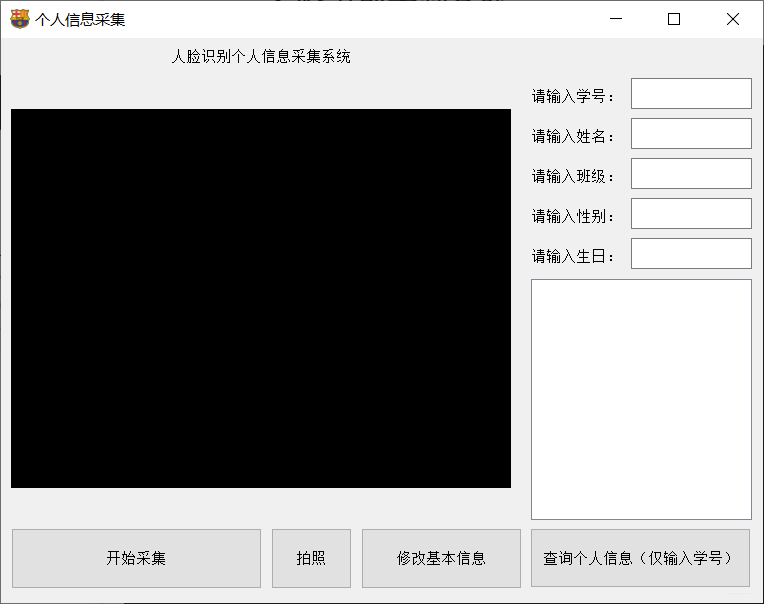 个人信息采集
人脸识别个人信息采集系统
请输入学号：
请输入姓名：
请输入班级：
请输入性别：
请输入生日：
开始采集
拍照
修改基本信息
查询个人信息（仅输入学号）